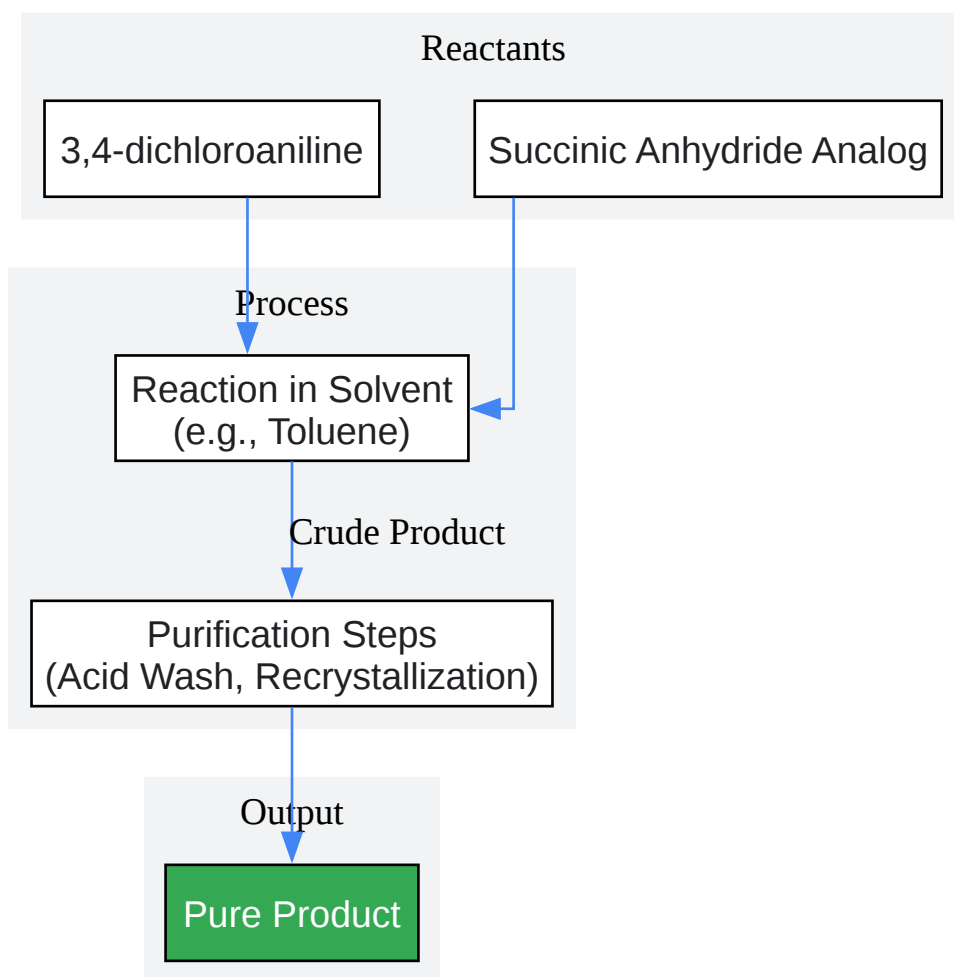 Reactants
3,4-dichloroaniline
Succinic Anhydride Analog
Process
Reaction in Solvent
(e.g., Toluene)
Crude Product
Purification Steps
(Acid Wash, Recrystallization)
Output
Pure Product